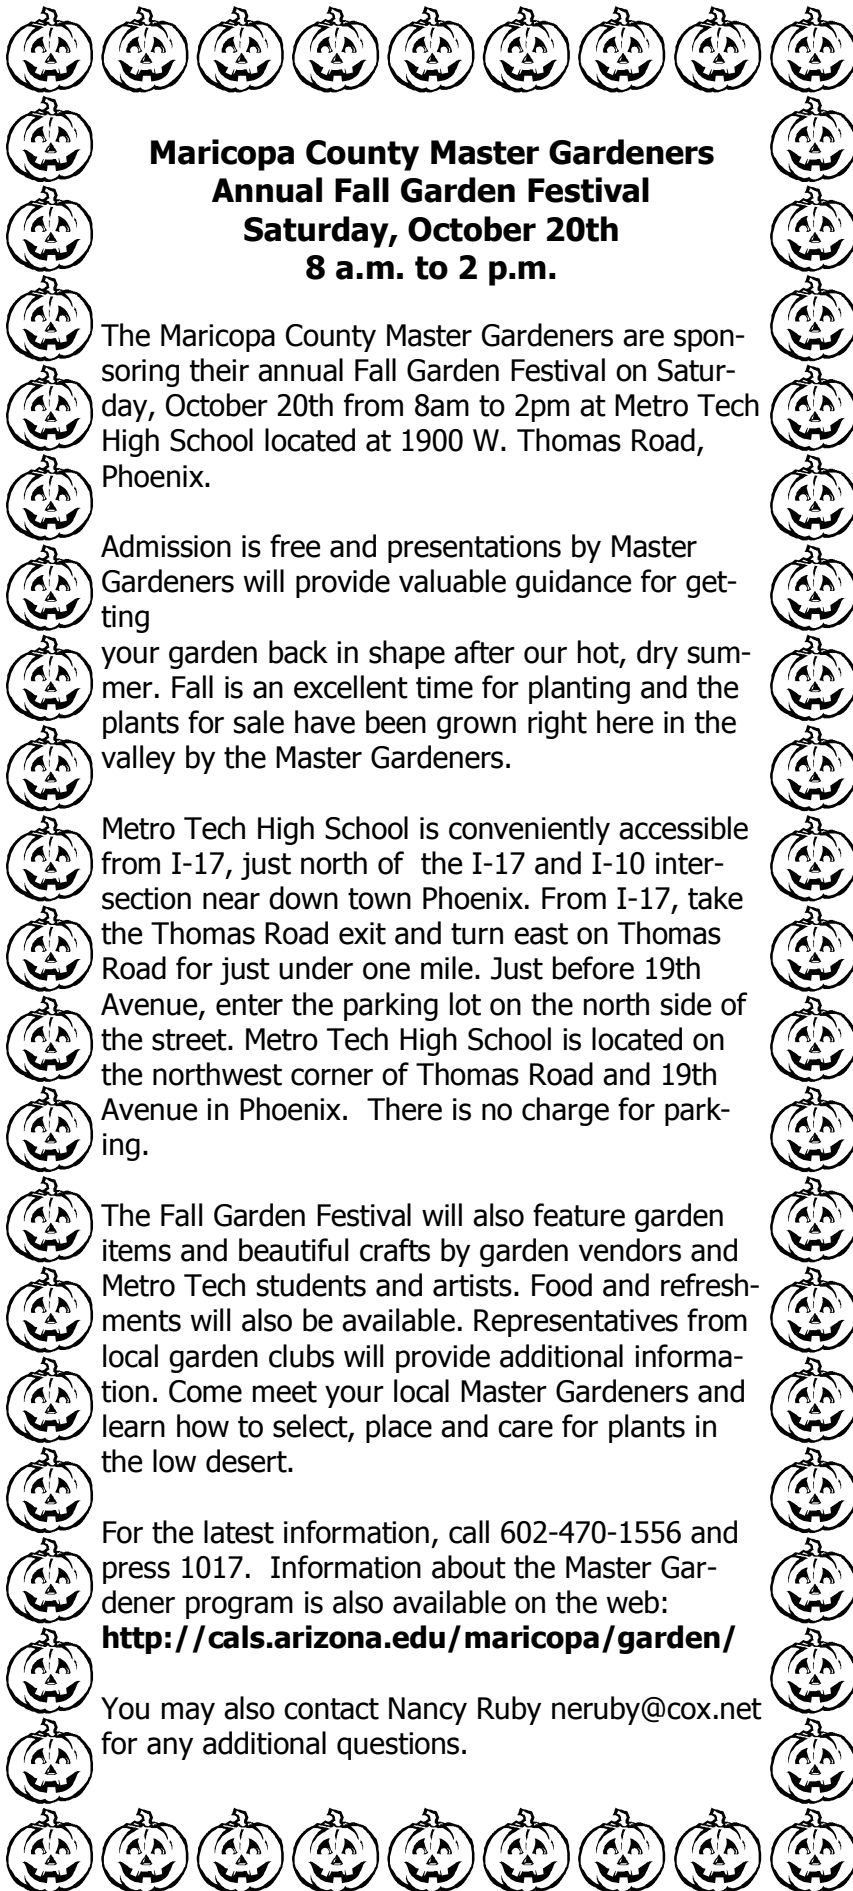 Maricopa County Master Gardeners
Annual Fall Garden Festival
Saturday, October 20th
8 a.m. to 2 p.m.
The Maricopa County Master Gardeners are spon-
soring their annual Fall Garden Festival on Satur-
day, October 20th from 8am to 2pm at Metro Tech
High School located at 1900 W. Thomas Road,
Phoenix.
Admission is free and presentations by Master
Gardeners will provide valuable guidance for get-
ting
your garden back in shape after our hot, dry sum-
mer. Fall is an excellent time for planting and the
plants for sale have been grown right here in the
valley by the Master Gardeners.
Metro Tech High School is conveniently accessible
from I-17, just north of  the I-17 and I-10 inter-
section near down town Phoenix. From I-17, take
the Thomas Road exit and turn east on Thomas
Road for just under one mile. Just before 19th
Avenue, enter the parking lot on the north side of
the street. Metro Tech High School is located on
the northwest corner of Thomas Road and 19th
Avenue in Phoenix.  There is no charge for park-
ing.
The Fall Garden Festival will also feature garden
items and beautiful crafts by garden vendors and
Metro Tech students and artists. Food and refresh-
ments will also be available. Representatives from
local garden clubs will provide additional informa-
tion. Come meet your local Master Gardeners and
learn how to select, place and care for plants in
the low desert.
For the latest information, call 602-470-1556 and
press 1017.  Information about the Master Gar-
dener program is also available on the web:
http://cals.arizona.edu/maricopa/garden/
You may also contact Nancy Ruby neruby@cox.net
for any additional questions.